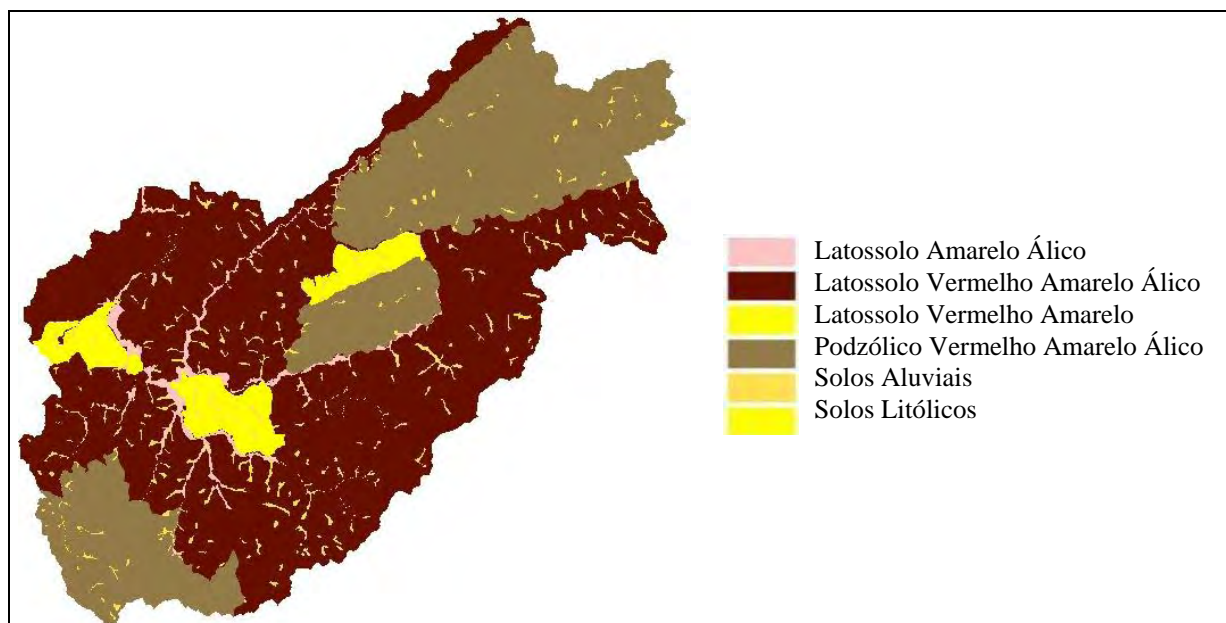 Latossolo Amarelo Álico
Latossolo Vermelho Amarelo Álico
Latossolo Vermelho Amarelo
Podzólico Vermelho Amarelo Álico
Solos Aluviais
Solos Litólicos